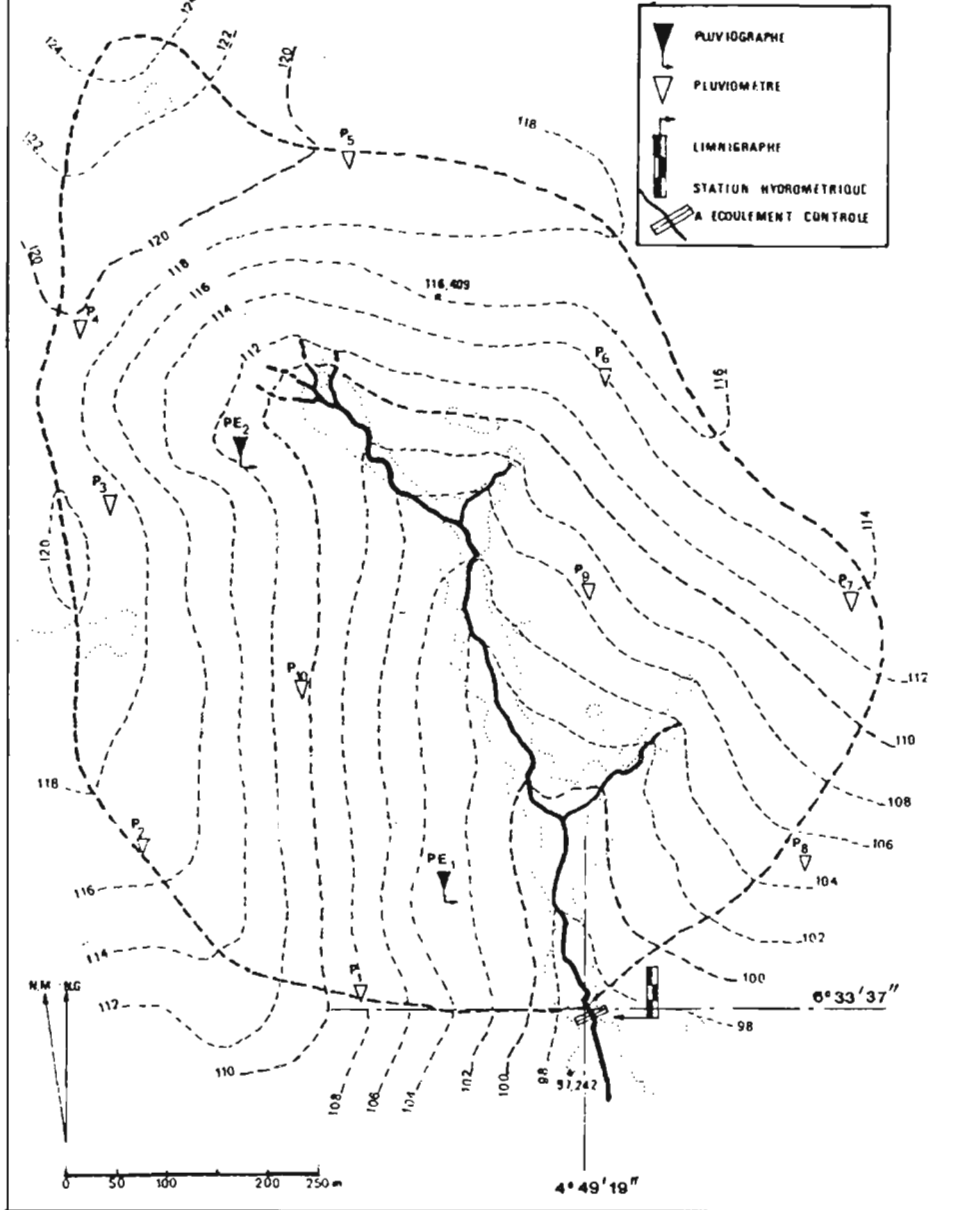 124
124
122
120
122
118
PLUVIOGRAPHE
PLUVIOMETRE
LIMNIGRAPHE
STATION HYDROMETRIQUE
A ECOULEMENT CONTROLE
P5
120
120
118
116
116,409
114
P4
112
P6
116
PE2
P3
114
120
P9
P7
112
P10
110
118
108
P2
106
P8
PE1
104
116
102
114
P1
100
N.M N.G
6°33'37"
112
98
110
108
106
104
102
100
98
97,242
0 50 100 200 250 m
4°49'19"